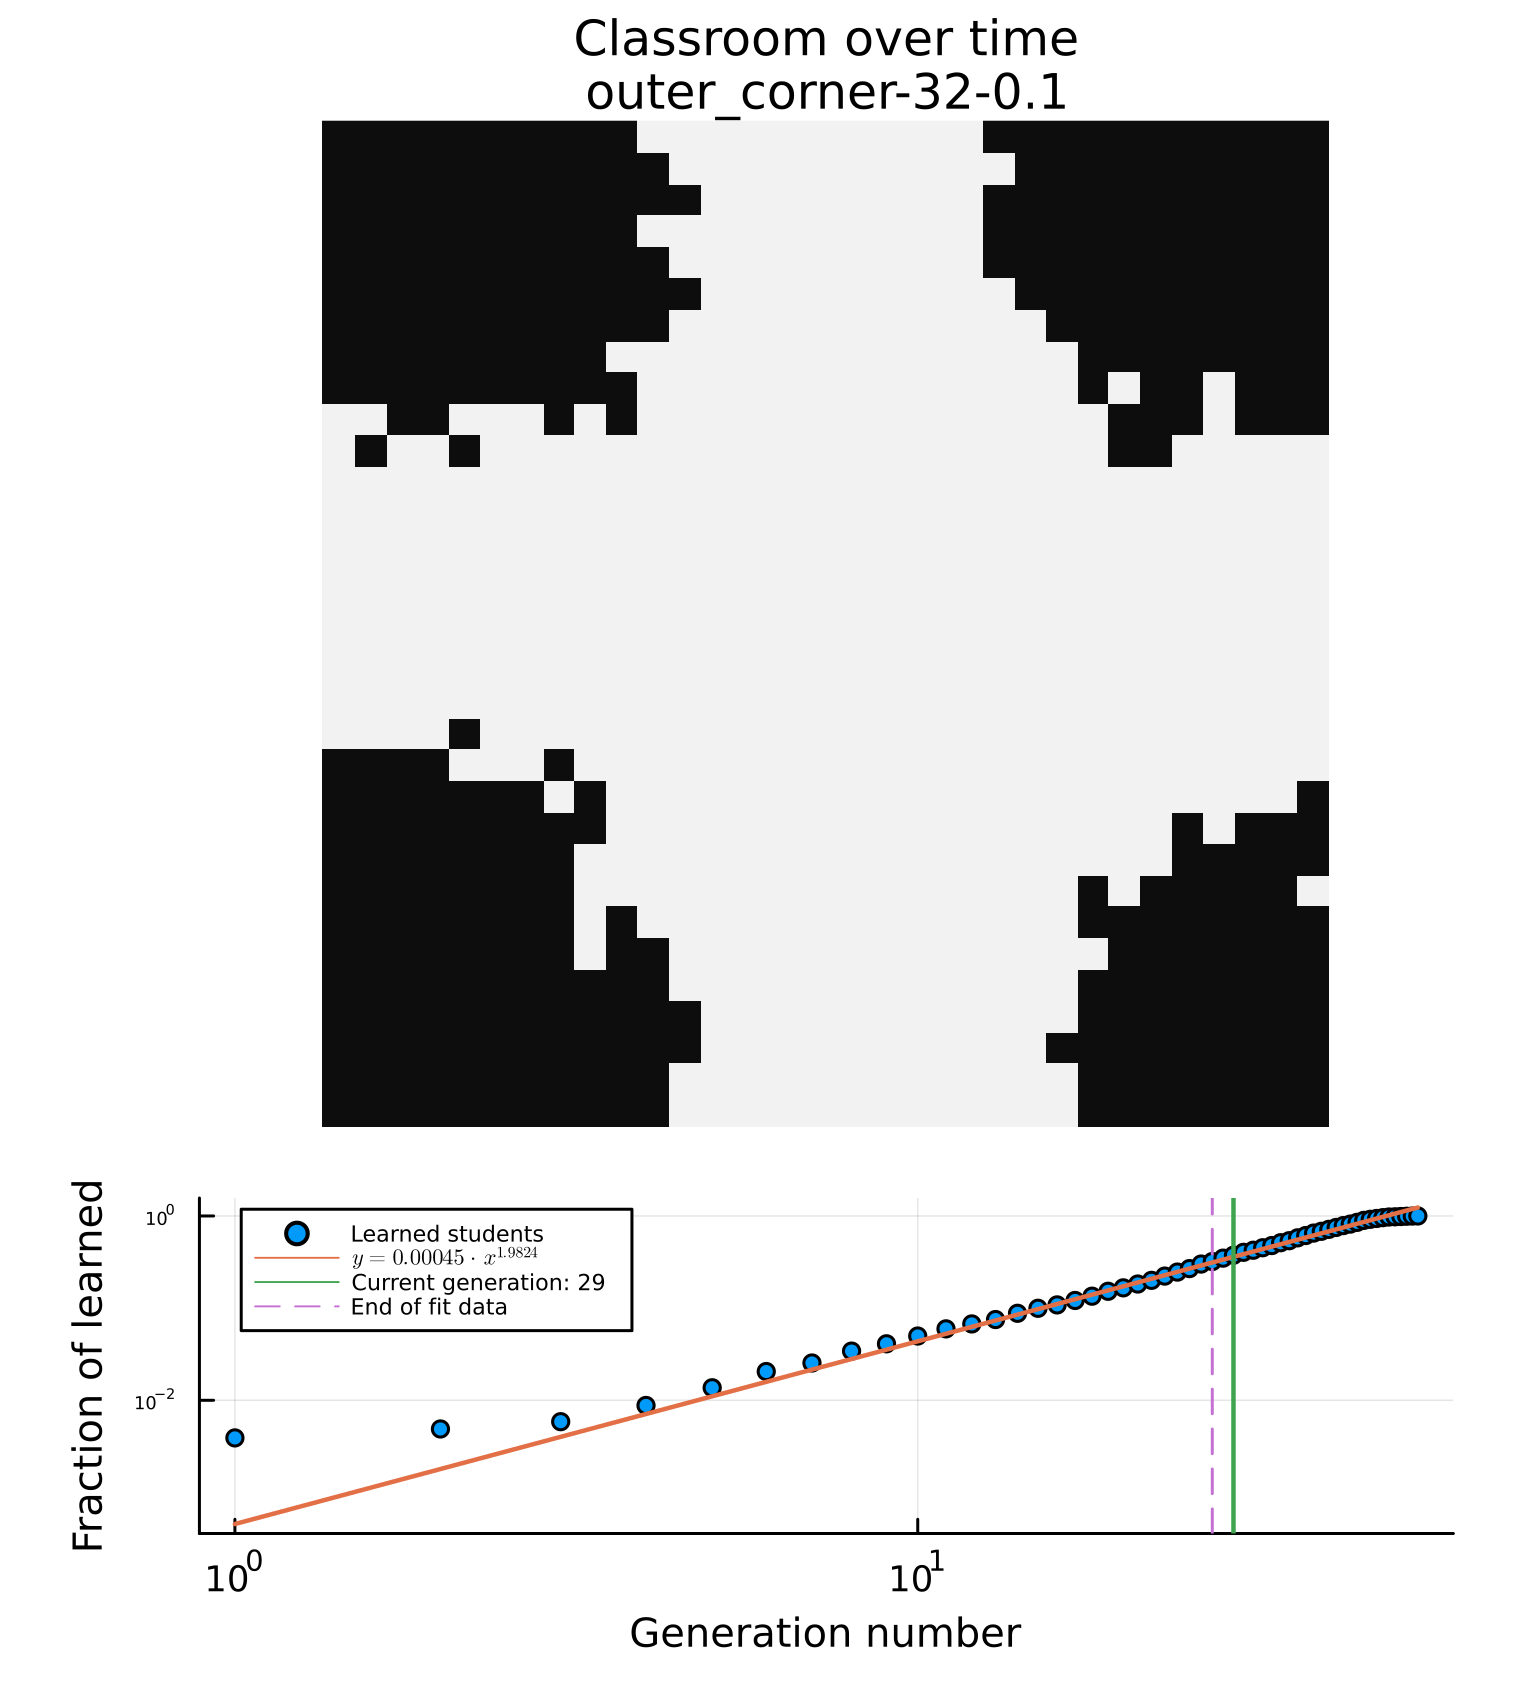 Classroom over time
outer_corner-32-0.1
Fraction of learned
10^0
10^−2
Learned students
y = 0.00045 · x^1.9824
Current generation: 29
End of fit data
10^0
10^1
Generation number